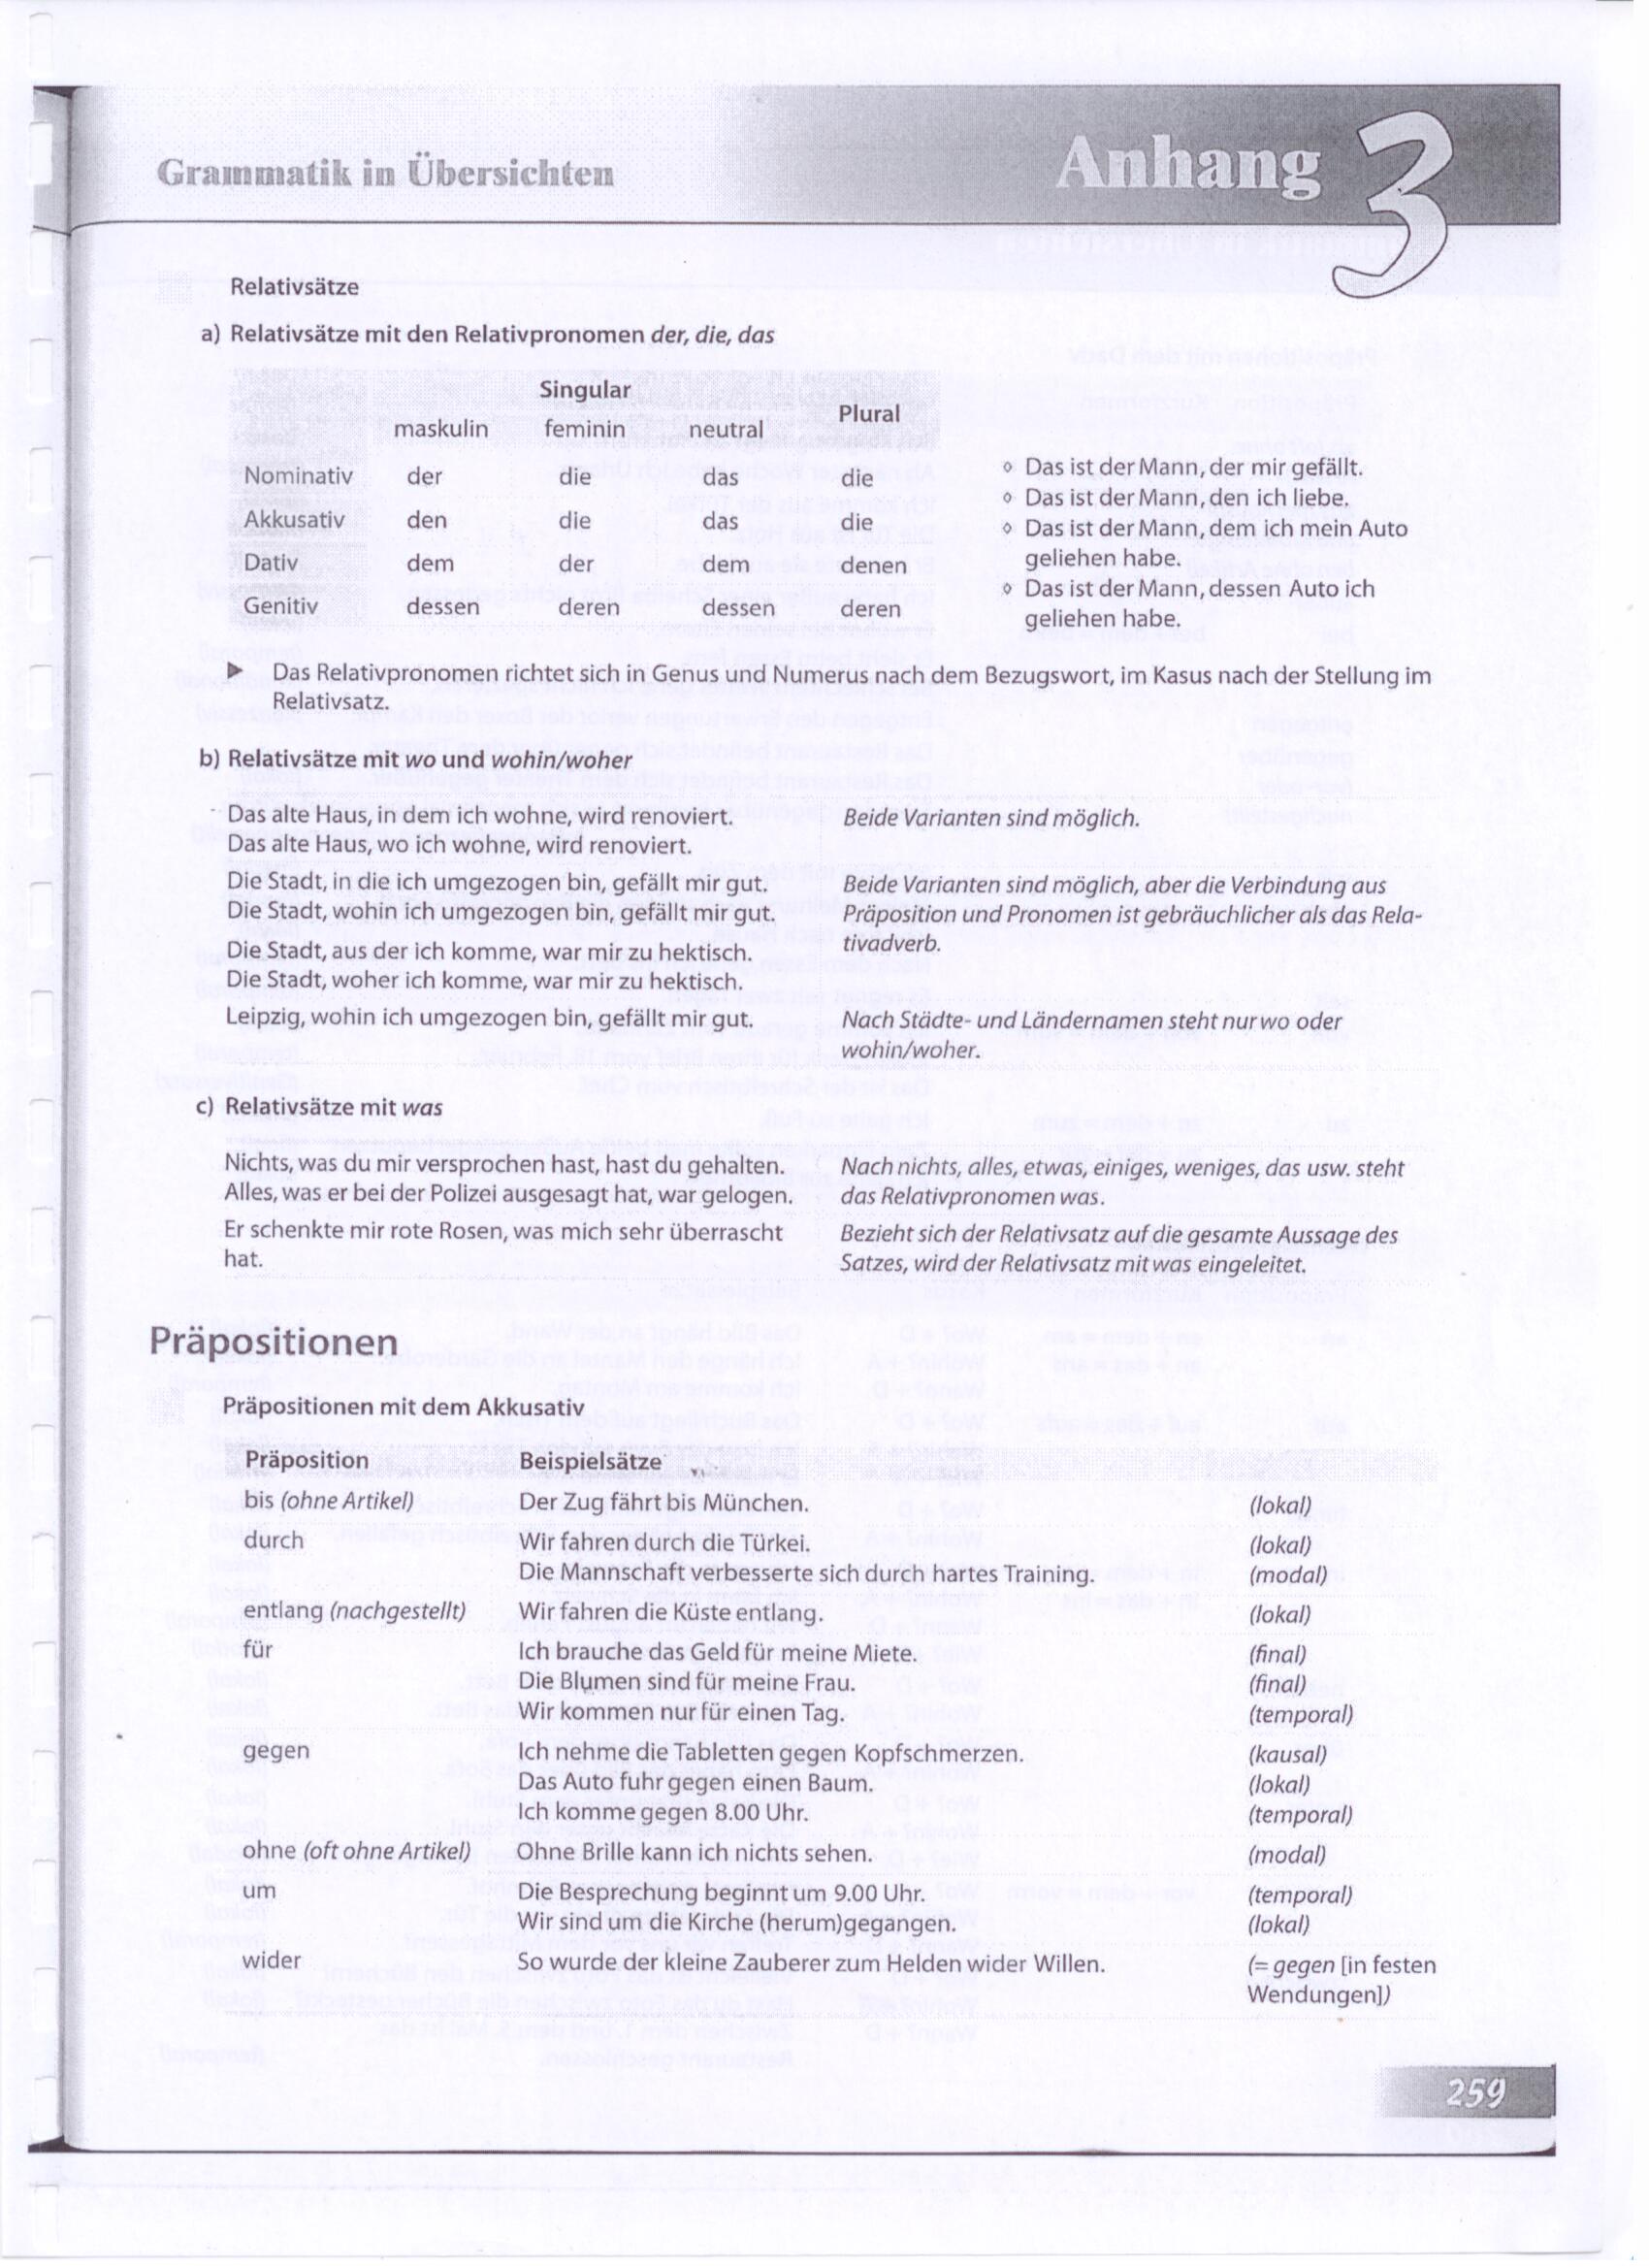 Grammatik in Übersichten
Anhang 3
Relativsätze
a) Relativsätze mit den Relativpronomen der, die, das
Singular
Plural
maskulin feminin neutral
Nominativ der die das die
Akkusativ den die das die
Dativ dem der dem denen
Genitiv dessen deren dessen deren
◊ Das ist der Mann, der mir gefällt.
◊ Das ist der Mann, den ich liebe.
◊ Das ist der Mann, dem ich mein Auto
geliehen habe.
◊ Das ist der Mann, dessen Auto ich
geliehen habe.
► Das Relativpronomen richtet sich in Genus und Numerus nach dem Bezugswort, im Kasus nach der Stellung im
Relativsatz.
b) Relativsätze mit wo und wohin/woher
Das alte Haus, in dem ich wohne, wird renoviert. Beide Varianten sind möglich.
Das alte Haus, wo ich wohne, wird renoviert.
Die Stadt, in die ich umgezogen bin, gefällt mir gut. Beide Varianten sind möglich, aber die Verbindung aus
Die Stadt, wohin ich umgezogen bin, gefällt mir gut. Präposition und Pronomen ist gebräuchlicher als das Rela-
Die Stadt, aus der ich komme, war mir zu hektisch. tivadverb.
Die Stadt, woher ich komme, war mir zu hektisch.
Leipzig, wohin ich umgezogen bin, gefällt mir gut. Nach Städte- und Ländernamen steht nur wo oder
wohin/woher.
c) Relativsätze mit was
Nichts, was du mir versprochen hast, hast du gehalten. Nach nichts, alles, etwas, einiges, weniges, das usw. steht
Alles, was er bei der Polizei ausgesagt hat, war gelogen. das Relativpronomen was.
Er schenkte mir rote Rosen, was mich sehr überrascht Bezieht sich der Relativsatz auf die gesamte Aussage des
hat. Satzes, wird der Relativsatz mit was eingeleitet.
Präpositionen
Präpositionen mit dem Akkusativ
Präposition Beispielsätze
bis (ohne Artikel) Der Zug fährt bis München. (lokal)
durch Wir fahren durch die Türkei. (lokal)
Die Mannschaft verbesserte sich durch hartes Training. (modal)
entlang (nachgestellt) Wir fahren die Küste entlang. (lokal)
für Ich brauche das Geld für meine Miete. (final)
Die Blumen sind für meine Frau. (final)
Wir kommen nur für einen Tag. (temporal)
gegen Ich nehme die Tabletten gegen Kopfschmerzen. (kausal)
Das Auto fuhr gegen einen Baum. (lokal)
Ich komme gegen 8.00 Uhr. (temporal)
ohne (oft ohne Artikel) Ohne Brille kann ich nichts sehen. (modal)
um Die Besprechung beginnt um 9.00 Uhr. (temporal)
Wir sind um die Kirche (herum)gegangen. (lokal)
wider So wurde der kleine Zauberer zum Helden wider Willen. (= gegen [in festen
Wendungen])
259